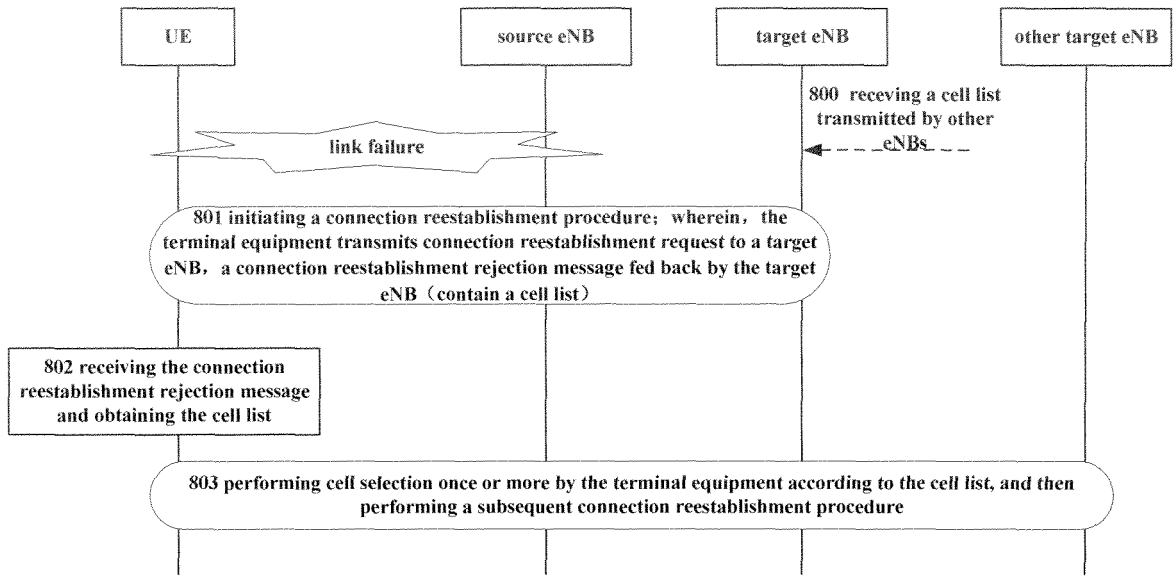 UE
source eNB
target eNB
other target eNB
800 receving a cell list
transmitted by other
eNBs
link failure
801 initiating a connection reestablishment procedure; wherein, the
terminal equipment transmits connection reestablishment request to a target
eNB, a connection reestablishment rejection message fed back by the target
eNB (contain a cell list)
802 receiving the connection
reestablishment rejection message
and obtaining the cell list
803 performing cell selection once or more by the terminal equipment according to the cell list, and then
performing a subsequent connection reestablishment procedure